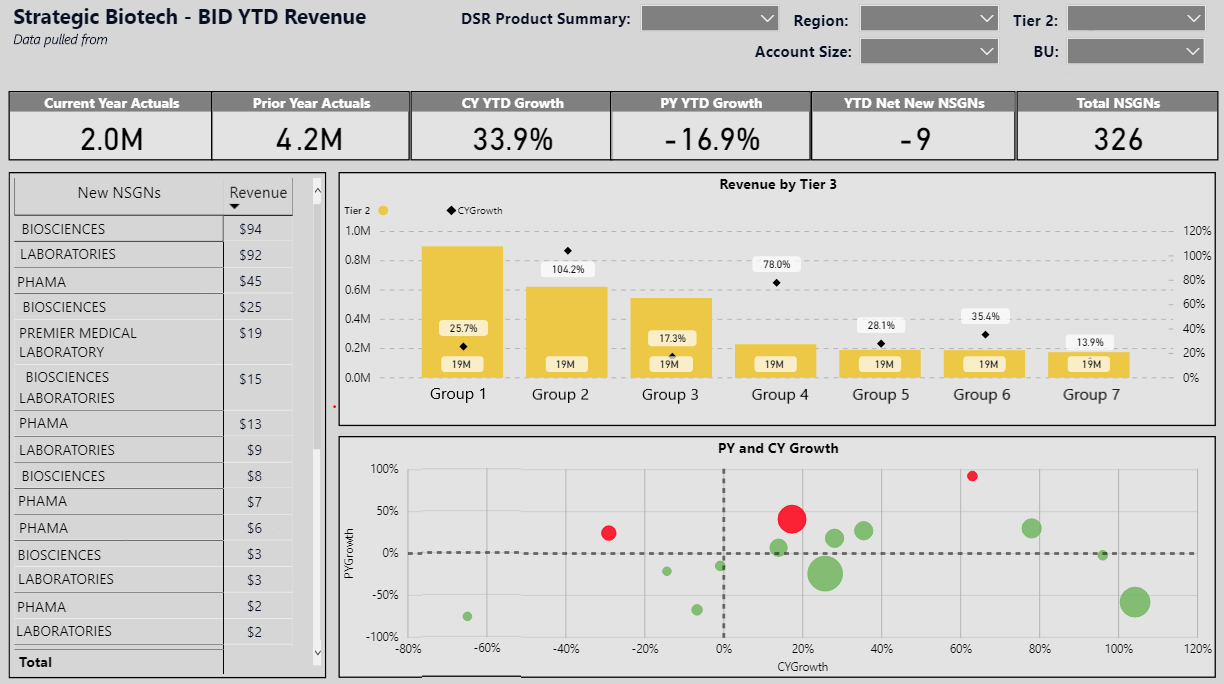 Strategic Biotech - BID YTD Revenue
Data pulled from
DSR Product Summary:
Region:
Tier 2:
Account Size:
BU:
Current Year Actuals
2.0M
Prior Year Actuals
4.2M
CY YTD Growth
33.9%
PY YTD Growth
-16.9%
YTD Net New NSGNs
-9
Total NSGNs
326
New NSGNs Revenue
BIOSCIENCES $94
LABORATORIES $92
PHAMA $45
BIOSCIENCES $25
PREMIER MEDICAL $19
LABORATORY
BIOSCIENCES $15
LABORATORIES
PHAMA $13
LABORATORIES $9
BIOSCIENCES $8
PHAMA $7
PHAMA $6
BIOSCIENCES $3
LABORATORIES $3
PHAMA $2
LABORATORIES $2
Total
Revenue by Tier 3
Tier 2 CYGrowth
1.0M
0.8M
0.6M
0.4M
0.2M
0.0M
120%
100%
80%
60%
40%
20%
0%
25.7%
104.2%
17.3%
78.0%
28.1%
35.4%
13.9%
19M 19M 19M 19M 19M 19M 19M
Group 1 Group 2 Group 3 Group 4 Group 5 Group 6 Group 7
PY and CY Growth
PYGrowth
100%
50%
0%
-50%
-100%
-80% -60% -40% -20% 0% 20% 40% 60% 80% 100% 120%
CYGrowth